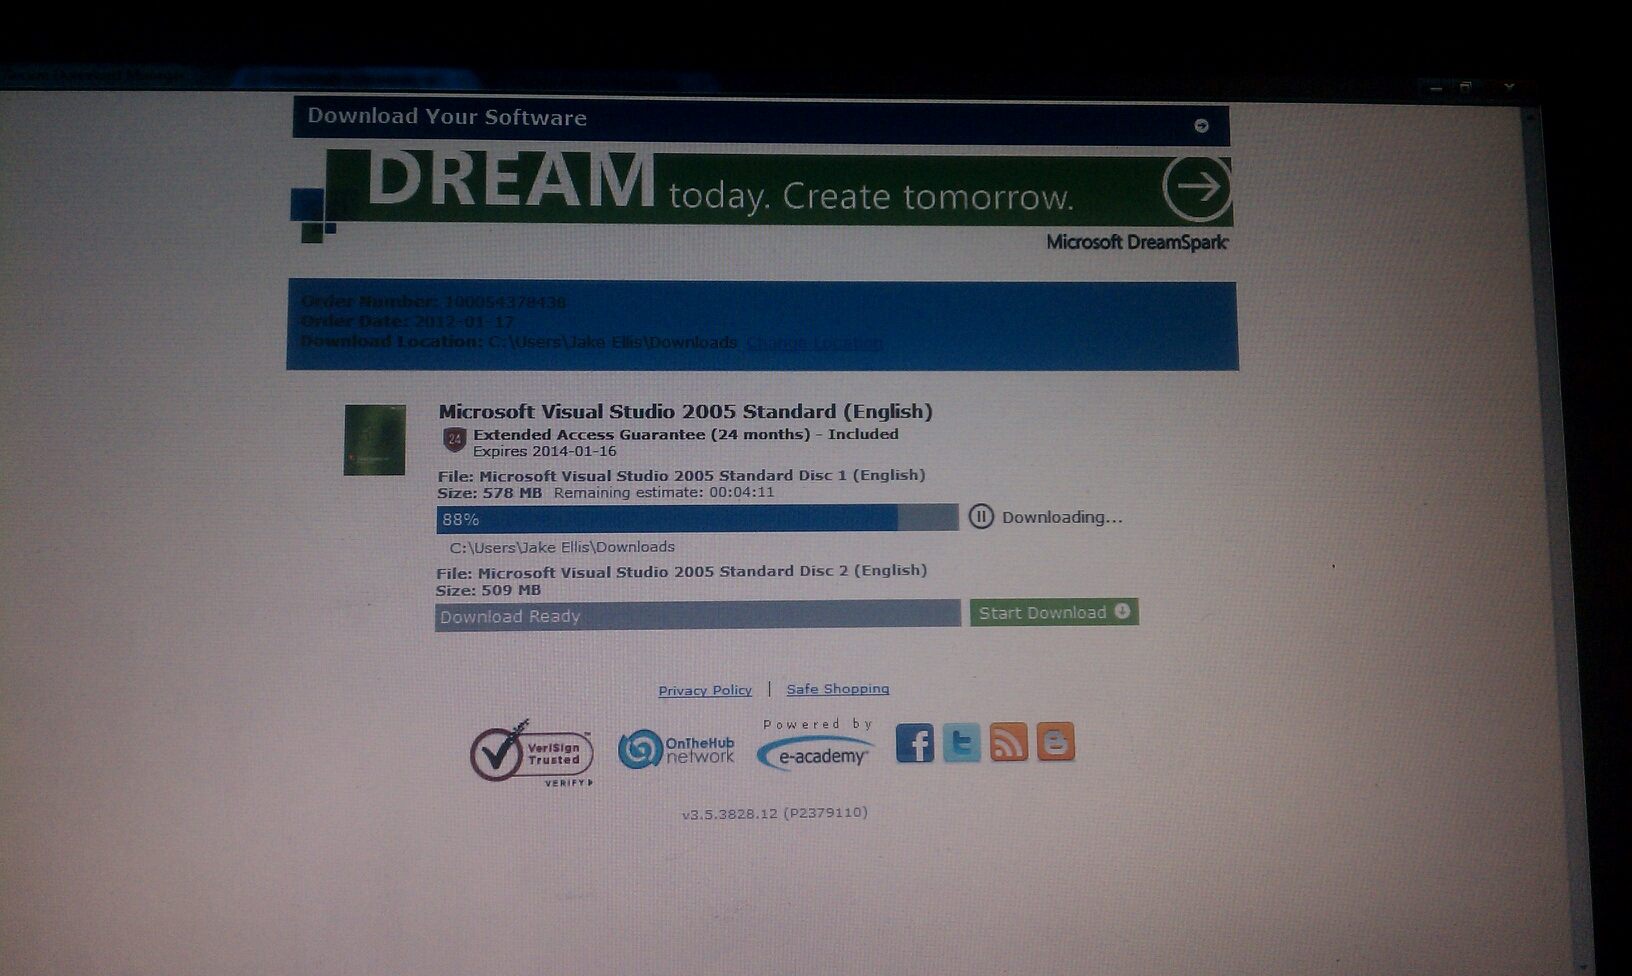 Download Your Software
DREAM today. Create tomorrow.
Microsoft DreamSpark
Order Number: 100054378438
Order Date: 2012-01-17
Download Location: C:\Users\Jake Ellis\Downloads Change Location
Microsoft Visual Studio 2005 Standard (English)
24 Extended Access Guarantee (24 months) - Included
Expires 2014-01-16
File: Microsoft Visual Studio 2005 Standard Disc 1 (English)
Size: 578 MB Remaining estimate: 00:04:11
88% Downloading...
C:\Users\Jake Ellis\Downloads
File: Microsoft Visual Studio 2005 Standard Disc 2 (English)
Size: 509 MB
Download Ready Start Download
Privacy Policy | Safe Shopping
VeriSign Trusted
VERIFY
OnTheHub network
Powered by
e-academy
v3.5.3828.12 (P2379110)